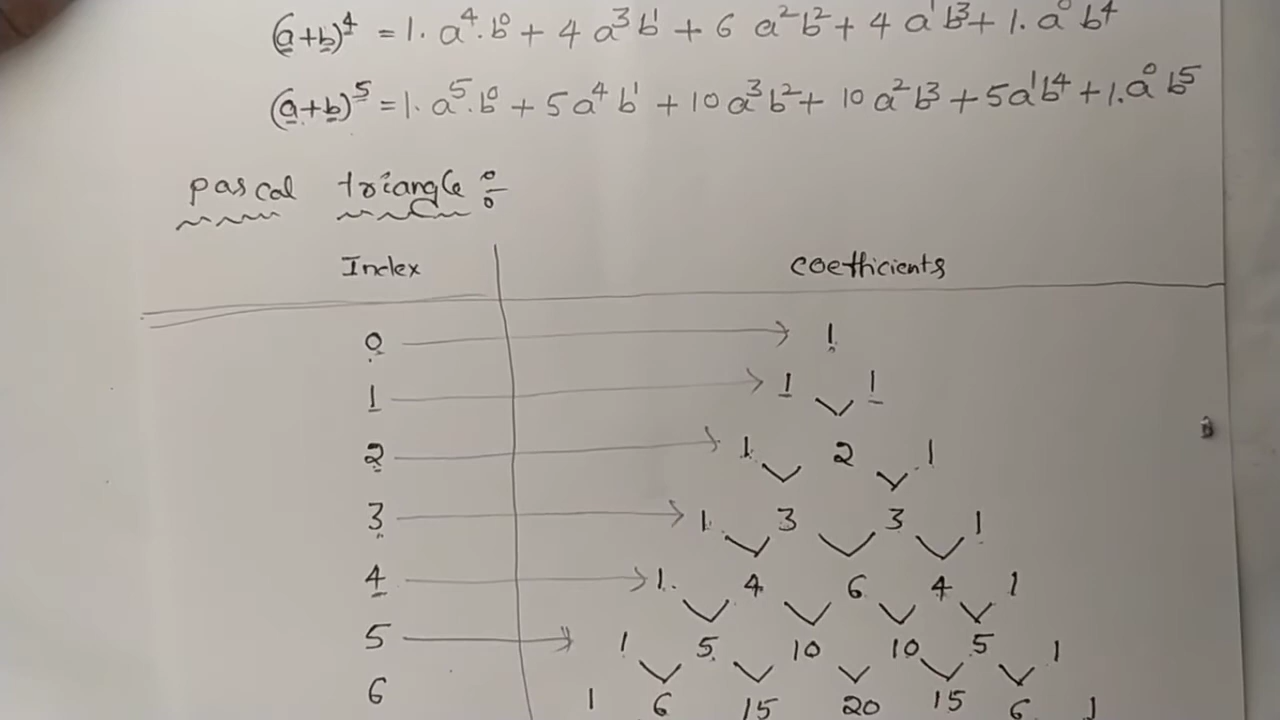 (a+b)⁴ = 1. a⁴. b⁰ + 4 a³ b¹ + 6 a² b² + 4 a¹ b³ + 1. a⁰ b⁴
(a+b)⁵ = 1. a⁵. b⁰ + 5 a⁴ b¹ + 10 a³ b² + 10 a² b³ + 5 a¹ b⁴ + 1. a⁰ b⁵
pascal triangle :
Index coefficients
0 → 1
1 → 1 1
2 → 1 2 1
3 → 1 3 3 1
4 → 1 4 6 4 1
5 → 1 5 10 10 5 1
6 1 6 15 20 15 6 1